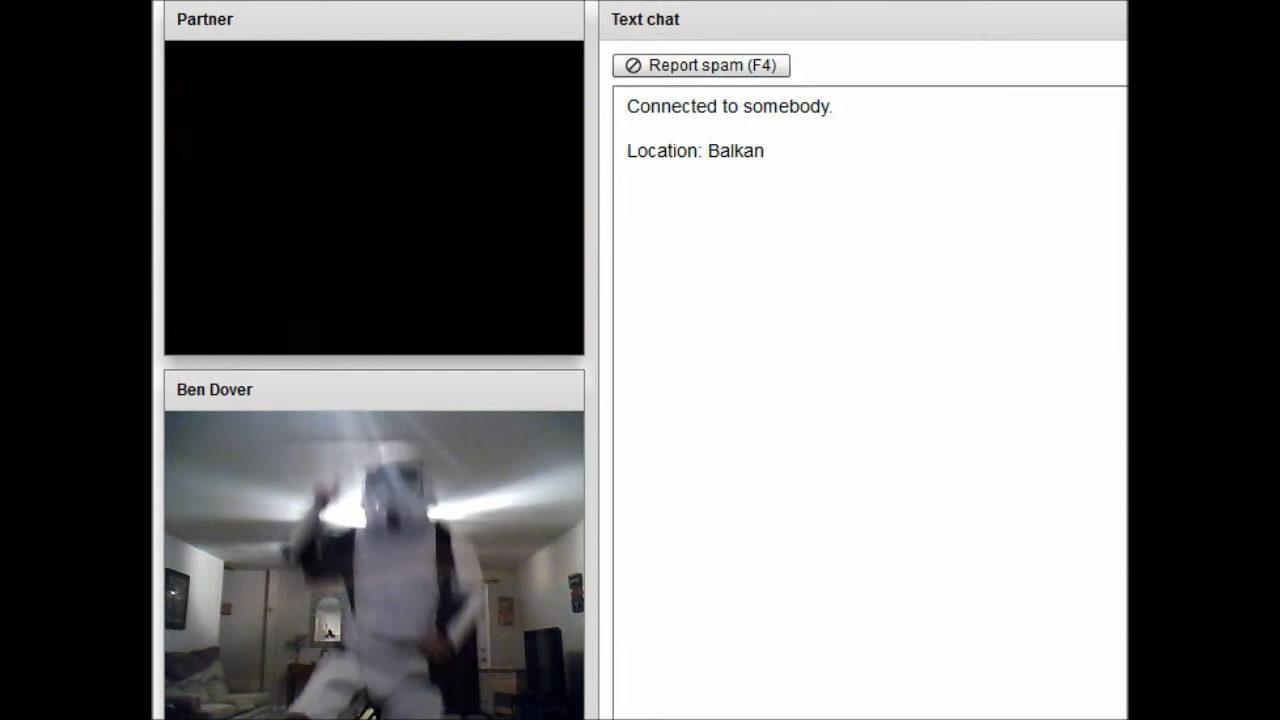 Partner
Text chat
Report spam (F4)
Connected to somebody.
Location: Balkan
Ben Dover